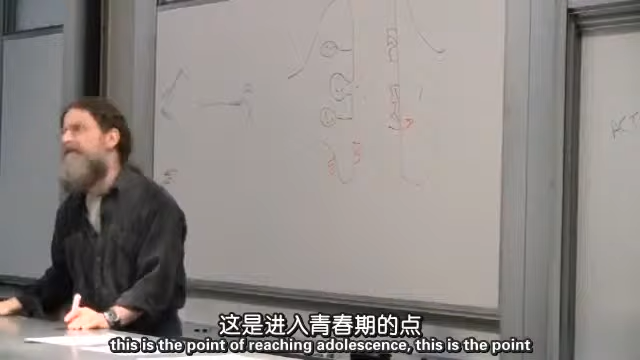 ACT
这是进入青春期的点
this is the point of reaching adolescence, this is the point